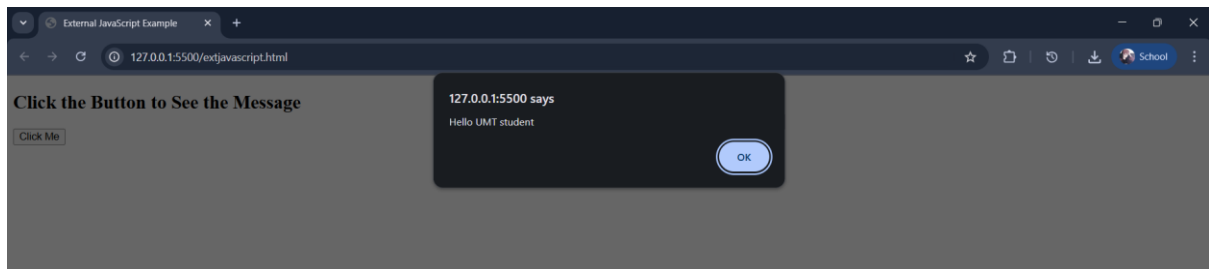 External JavaScript Example
127.0.0.1:5500/extjavascript.html
School
127.0.0.1:5500 says
Hello UMT student
OK
Click the Button to See the Message
Click Me